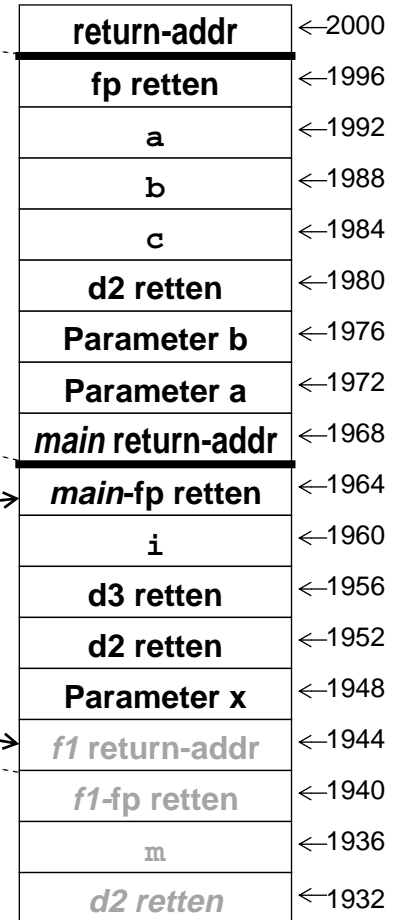 return-addr ←2000
fp retten ←1996
a ←1992
b ←1988
c ←1984
d2 retten ←1980
Parameter b ←1976
Parameter a ←1972
main return-addr ←1968
main-fp retten ←1964
i ←1960
d3 retten ←1956
d2 retten ←1952
Parameter x ←1948
f1 return-addr ←1944
f1-fp retten ←1940
m ←1936
d2 retten ←1932